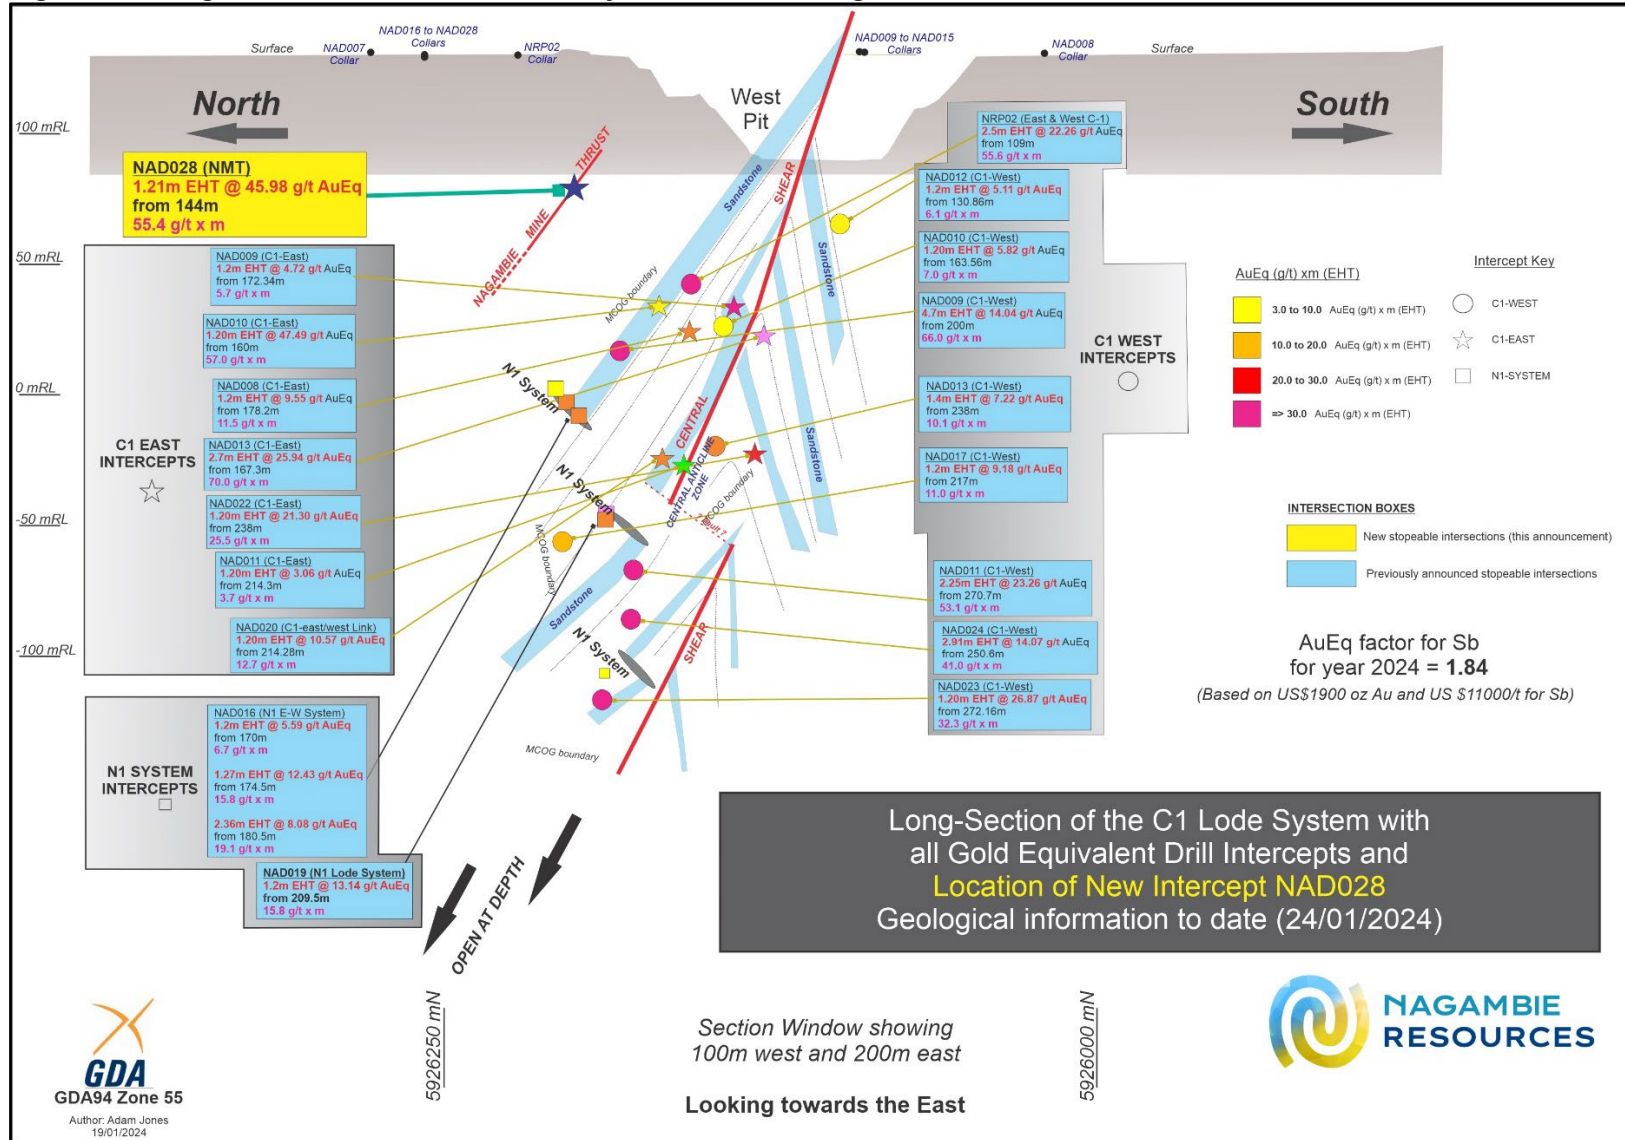 Surface
NAD007
Collar
NAD016 to NAD028
Collars
NRP02
Collar
NAD009 to NAD015
Collars
NAD008
Collar
Surface
North
West
Pit
South
100 mRL
50 mRL
0 mRL
-50 mRL
-100 mRL
NAD028 (NMT)
1.21m EHT @ 45.98 g/t AuEq
from 144m
55.4 g/t x m
NAGAMBIE MINE THRUST
C1 EAST
INTERCEPTS
NAD009 (C1-East)
1.2m EHT @ 4.72 g/t AuEq
from 172.34m
5.7 g/t x m
NAD010 (C1-East)
1.20m EHT @ 47.49 g/t AuEq
from 160m
57.0 g/t x m
NAD008 (C1-East)
1.2m EHT @ 9.55 g/t AuEq
from 178.2m
11.5 g/t x m
NAD013 (C1-East)
2.7m EHT @ 25.94 g/t AuEq
from 167.3m
70.0 g/t x m
NAD022 (C1-East)
1.20m EHT @ 21.30 g/t AuEq
from 238m
25.5 g/t x m
NAD011 (C1-East)
1.20m EHT @ 3.06 g/t AuEq
from 214.3m
3.7 g/t x m
NAD020 (C1-east/west Link)
1.20m EHT @ 10.57 g/t AuEq
from 214.28m
12.7 g/t x m
N1 SYSTEM
INTERCEPTS
NAD016 (N1 E-W System)
1.2m EHT @ 5.59 g/t AuEq
from 170m
6.7 g/t x m
1.27m EHT @ 12.43 g/t AuEq
from 174.5m
15.8 g/t x m
2.36m EHT @ 8.08 g/t AuEq
from 180.5m
19.1 g/t x m
NAD019 (N1 Lode System)
1.2m EHT @ 13.14 g/t AuEq
from 209.5m
15.8 g/t x m
Sandstone
SHEAR
Sandstone
MCOG boundary
N1 System
CENTRAL
Sandstone
CENTRAL ANTICLINE
ZONE
MCOG boundary
N1 System
MCOG boundary
Sandstone
N1 System
SHEAR
MCOG boundary
OPEN AT DEPTH
NRP02 (East & West C-1)
2.5m EHT @ 22.26 g/t AuEq
from 109m
55.6 g/t x m
NAD012 (C1-West)
1.2m EHT @ 5.11 g/t AuEq
from 130.86m
6.1 g/t x m
NAD010 (C1-West)
1.20m EHT @ 5.82 g/t AuEq
from 163.56m
7.0 g/t x m
NAD009 (C1-West)
4.7m EHT @ 14.04 g/t AuEq
from 200m
66.0 g/t x m
NAD013 (C1-West)
1.4m EHT @ 7.22 g/t AuEq
from 238m
10.1 g/t x m
NAD017 (C1-West)
1.2m EHT @ 9.18 g/t AuEq
from 217m
11.0 g/t x m
NAD011 (C1-West)
2.25m EHT @ 23.26 g/t AuEq
from 270.7m
53.1 g/t x m
NAD024 (C1-West)
2.91m EHT @ 14.07 g/t AuEq
from 250.6m
41.0 g/t x m
NAD023 (C1-West)
1.20m EHT @ 26.87 g/t AuEq
from 272.16m
32.3 g/t x m
C1 WEST
INTERCEPTS
AuEq (g/t) xm (EHT)
3.0 to 10.0 AuEq (g/t) x m (EHT)
10.0 to 20.0 AuEq (g/t) x m (EHT)
20.0 to 30.0 AuEq (g/t) x m (EHT)
=> 30.0 AuEq (g/t) x m (EHT)
Intercept Key
C1-WEST
C1-EAST
N1-SYSTEM
INTERSECTION BOXES
New stopeable intersections (this announcement)
Previously announced stopeable intersections
AuEq factor for Sb
for year 2024 = 1.84
(Based on US$1900 oz Au and US $11000/t for Sb)
Long-Section of the C1 Lode System with
all Gold Equivalent Drill Intercepts and
Location of New Intercept NAD028
Geological information to date (24/01/2024)
5926250 mN
5926000 mN
Section Window showing
100m west and 200m east
Looking towards the East
GDA
GDA94 Zone 55
Author: Adam Jones
19/01/2024
NAGAMBIE
RESOURCES